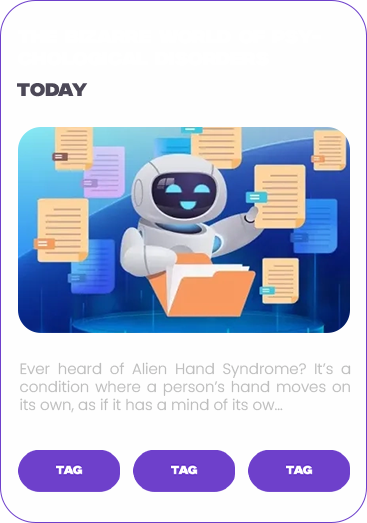 TODAY
Ever heard of Alien Hand Syndrome? It's a
condition where a person's hand moves on
its own, as if it has a mind of its ow...
TAG
TAG
TAG